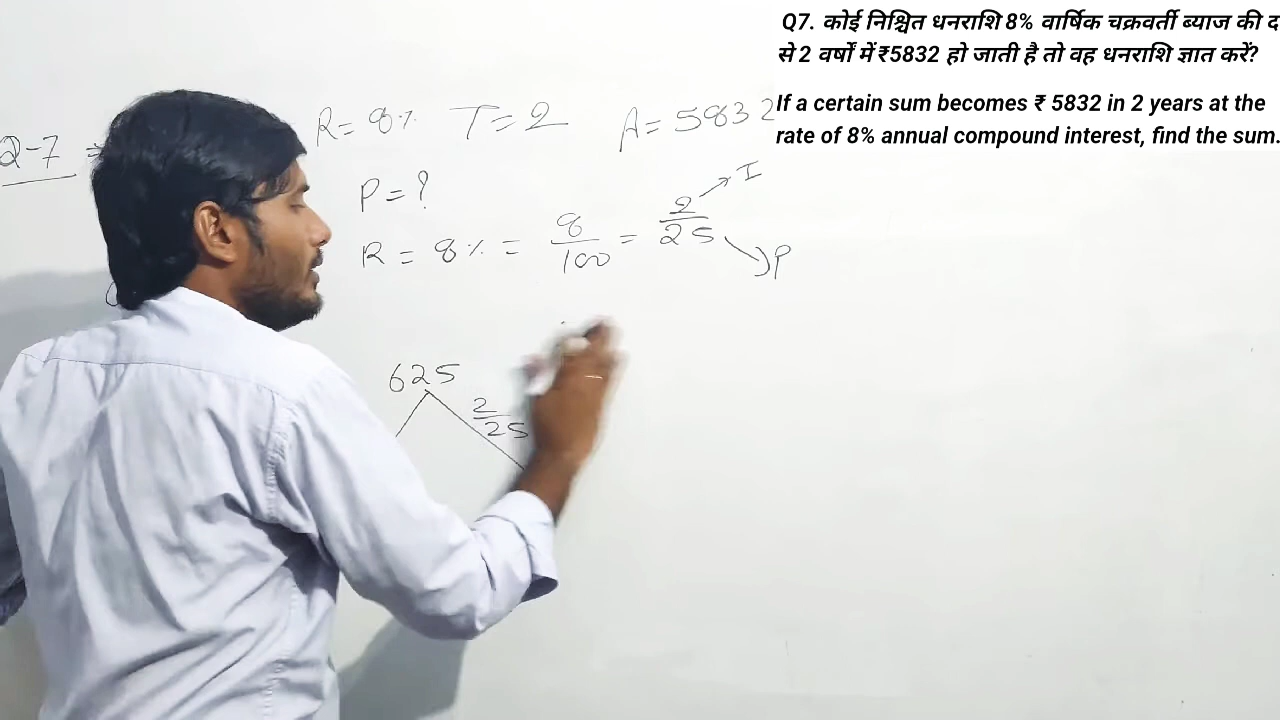 Q7. कोई निश्चित धनराशि 8% वार्षिक चक्रवर्ती ब्याज की द
से 2 वर्षों में ₹5832 हो जाती है तो वह धनराशि ज्ञात करें?
If a certain sum becomes ₹ 5832 in 2 years at the
rate of 8% annual compound interest, find the sum.
Q-7
R = 8% T = 2 A = 5832
P = ?
R = 8% = 8/100 = 2/25 → I → P
625
2/25